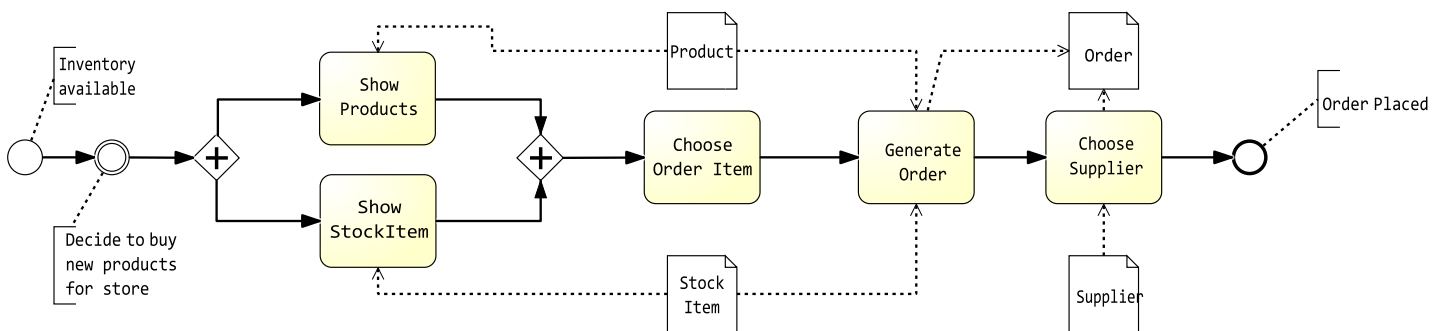 Inventory
available
Decide to buy
new products
for store
Show
Products
Show
StockItem
Product
Choose
Order Item
Stock
Item
Generate
Order
Order
Choose
Supplier
Supplier
Order Placed